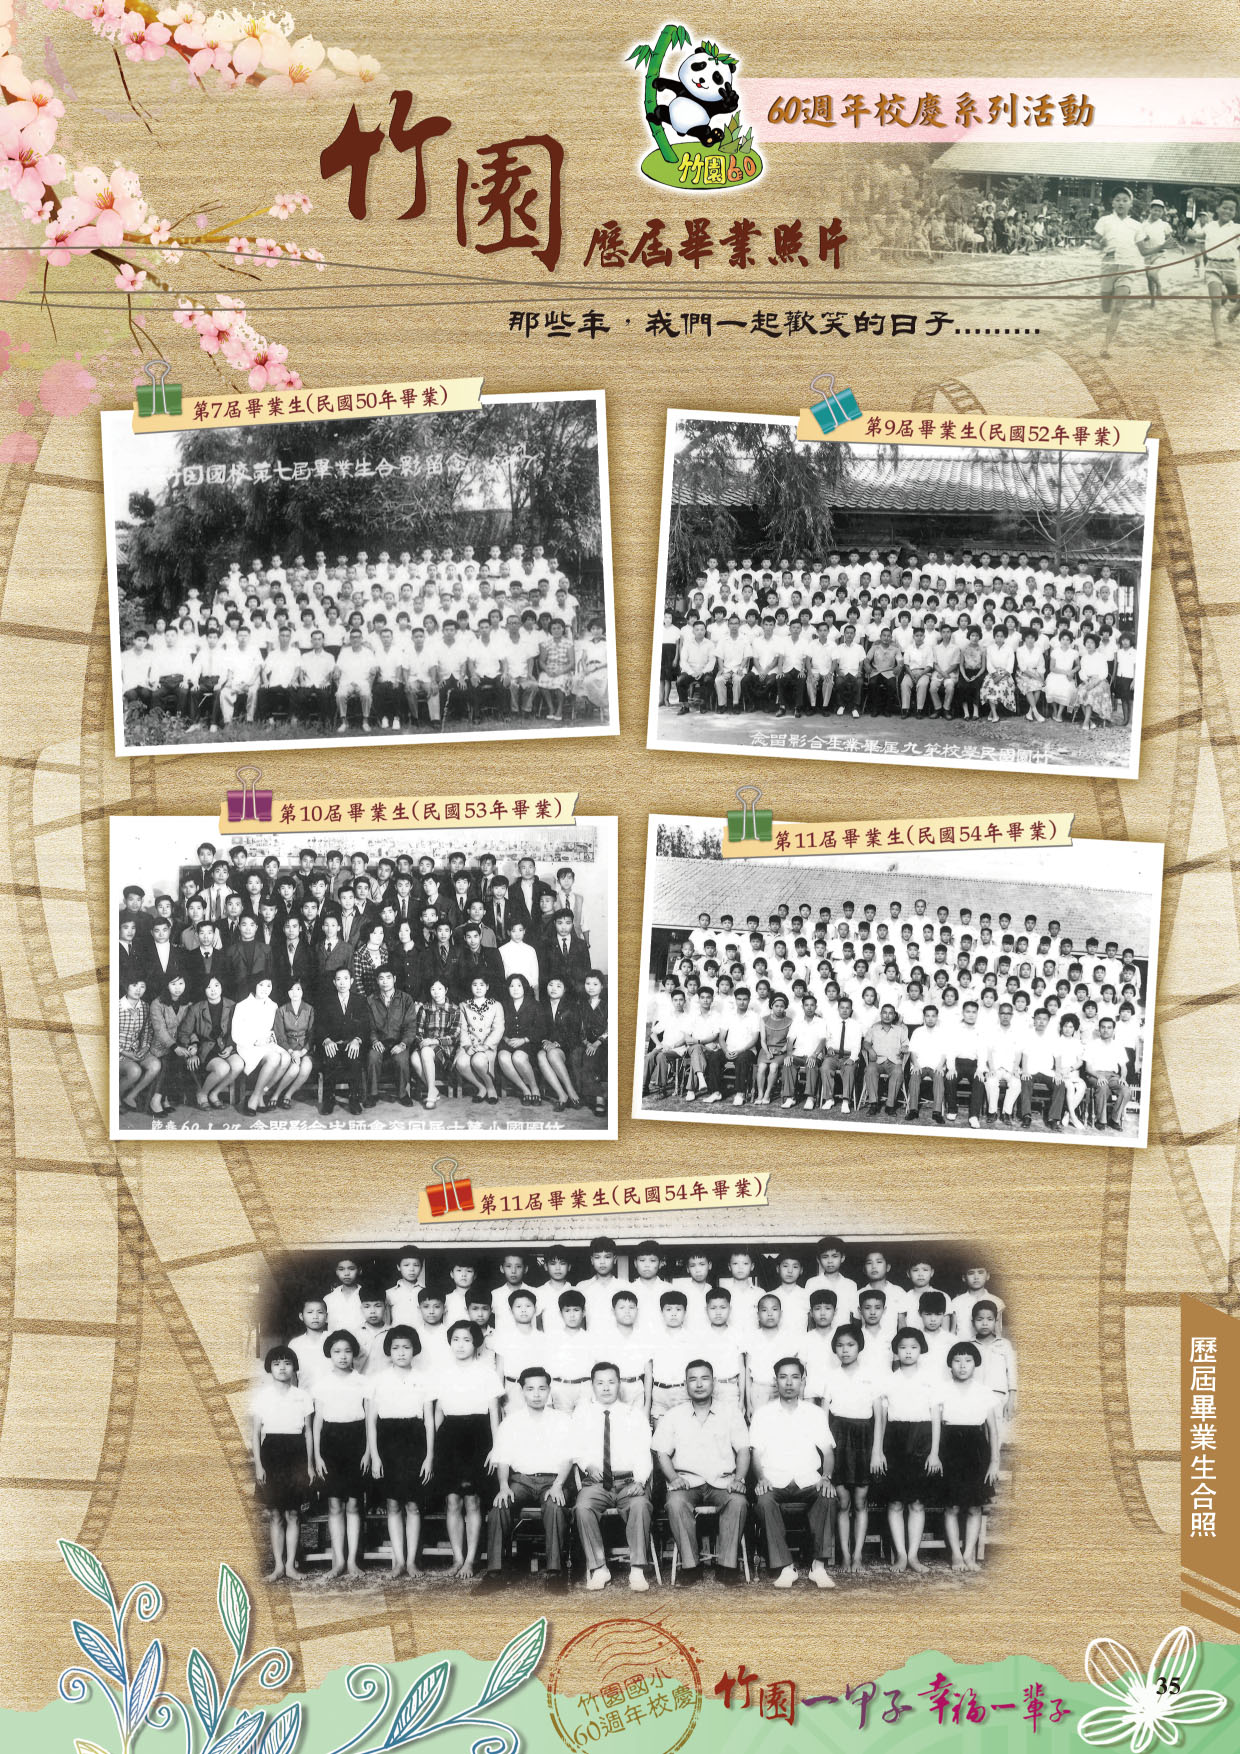 60週年校慶系列活動
竹園60
竹園
歷屆畢業照片
那些年，我們一起歡笑的日子.........
第7屆畢業生(民國50年畢業)
竹园國校第七屆畢業生合影留念
第9屆畢業生(民國52年畢業)
竹園國民學校第九屆畢業生合影留念
第10屆畢業生(民國53年畢業)
第11屆畢業生(民國54年畢業)
第11屆畢業生(民國54年畢業)
歷屆畢業生合照
竹園國小
60週年校慶
竹園一甲子 幸福一輩子
35